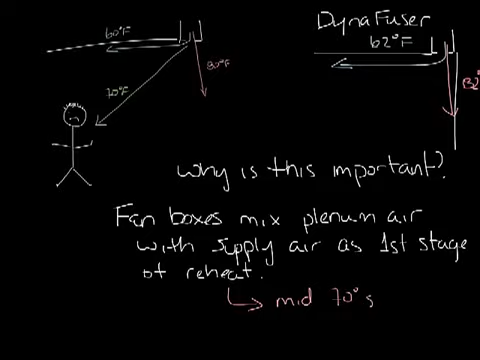 60°F
80°F
70°F
DynaFuser
62°F
Why is this important?
Fan boxes mix plenum air
with supply air as 1st stage
of reheat.
mid 70°s